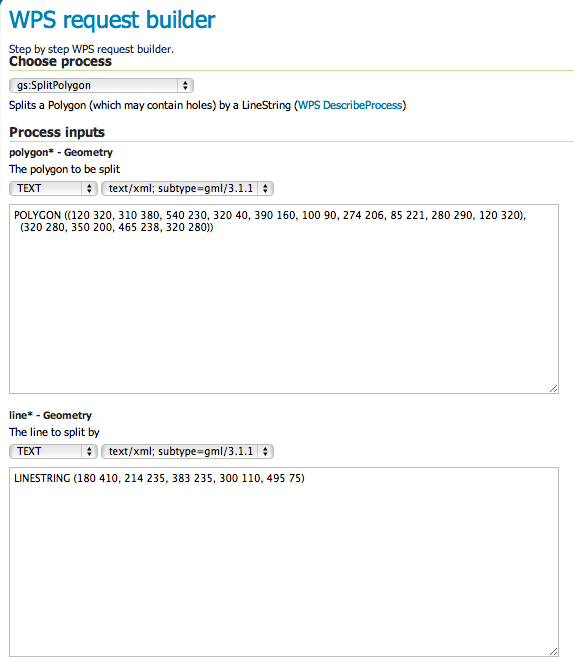 WPS request builder
Step by step WPS request builder.
Choose process
gs:SplitPolygon
Splits a Polygon (which may contain holes) by a LineString (WPS DescribeProcess)
Process inputs
polygon* - Geometry
The polygon to be split
TEXT text/xml; subtype=gml/3.1.1
POLYGON ((120 320, 310 380, 540 230, 320 40, 390 160, 100 90, 274 206, 85 221, 280 290, 120 320),
(320 280, 350 200, 465 238, 320 280))
line* - Geometry
The line to split by
TEXT text/xml; subtype=gml/3.1.1
LINESTRING (180 410, 214 235, 383 235, 300 110, 495 75)